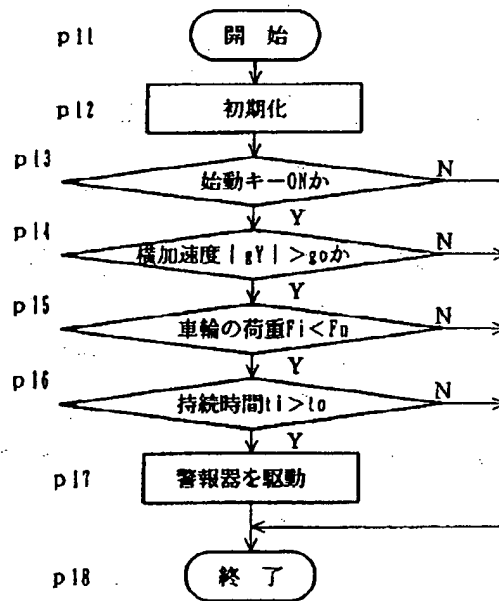 p11 開 始
p12 初期化
p13 始動キーONか N
Y
p14 横加速度|gY|>goか N
Y
p15 車輪の荷重Fi<Fn N
Y
p16 持続時間ti>to N
Y
p17 警報器を駆動
p18 終 了